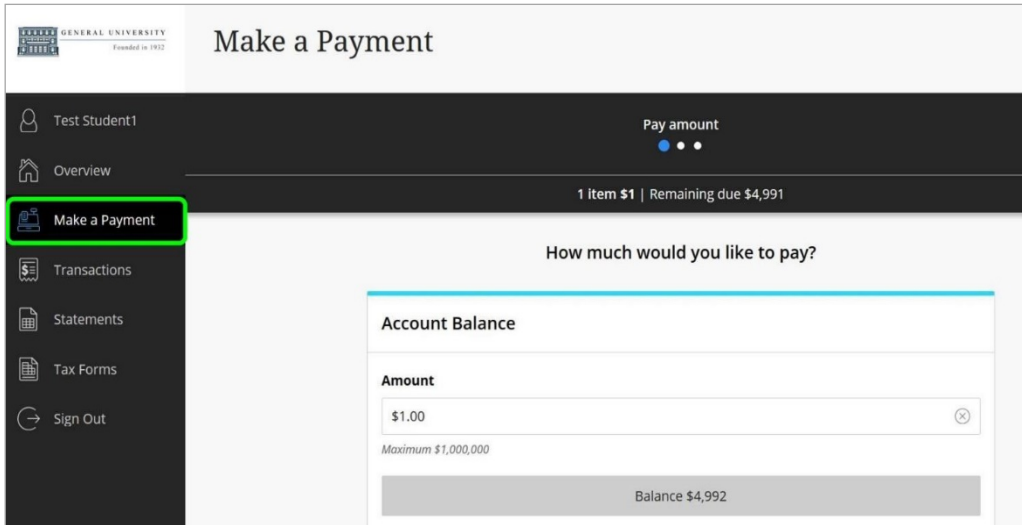 GENERAL UNIVERSITY
Founded in 1932
Make a Payment
Test Student1
Overview
Make a Payment
Transactions
Statements
Tax Forms
Sign Out
Pay amount
1 item $1 | Remaining due $4,991
How much would you like to pay?
Account Balance
Amount
$1.00
Maximum $1,000,000
Balance $4,992